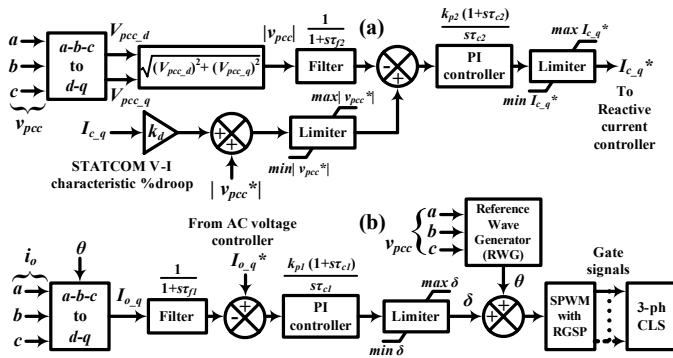 a
b
c
v_pcc
a-b-c
to
d-q
V_pcc_d
V_pcc_q
√((V_pcc_d)² + (V_pcc_q)²)
|v_pcc|
1
1+sτ_f2
Filter
(a)
- +
k_p2 (1+sτ_c2)
sτ_c2
PI
controller
max I_c_q*
Limiter
min I_c_q*
I_c_q*
To
Reactive
current
controller
I_c_q
k_d
STATCOM V-I
characteristic %droop
+ +
| v_pcc*|
max| v_pcc*|
Limiter
min| v_pcc*|
(b)
From AC voltage
controller
I_o_q*
i_o
a
b
c
θ
a-b-c
to
d-q
I_o_q
1
1+sτ_f1
Filter
- +
k_p1 (1+sτ_c1)
sτ_c1
PI
controller
max δ
Limiter
min δ
δ
v_pcc
a
b
c
Reference
Wave
Generator
(RWG)
θ
+ +
SPWM
with
RGSP
Gate
signals
3-ph
CLS